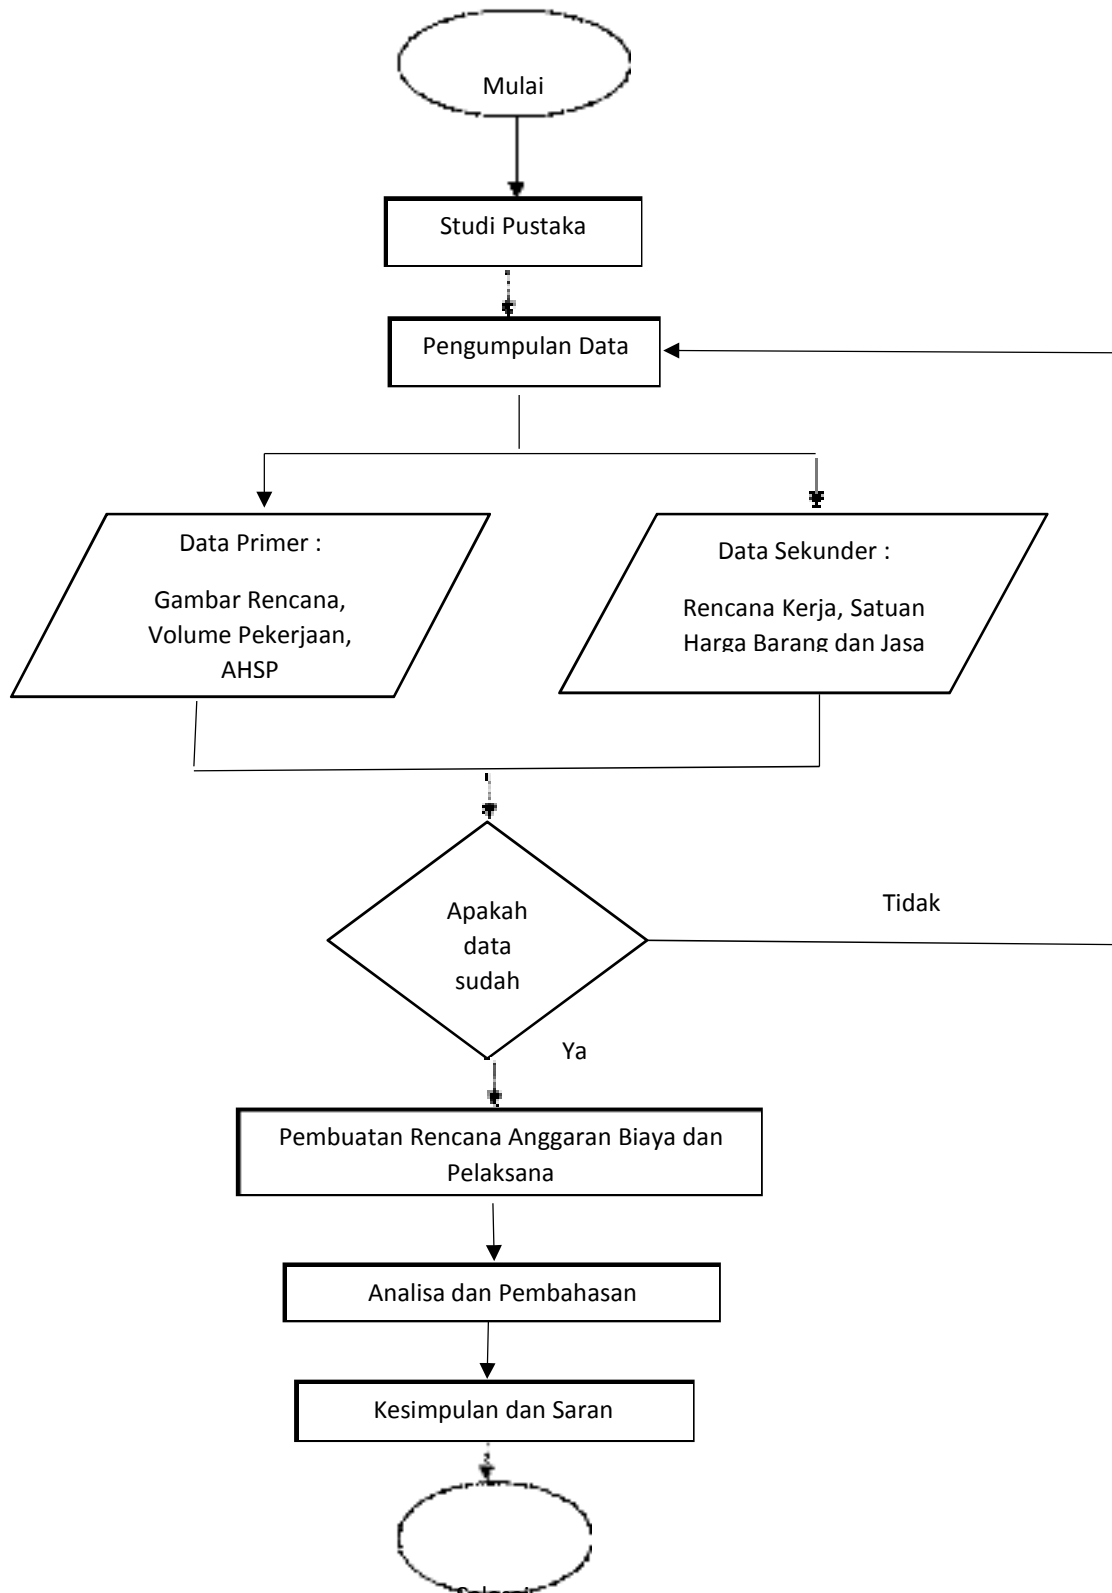 Mulai
Studi Pustaka
Pengumpulan Data
Data Primer :
Gambar Rencana,
Volume Pekerjaan,
AHSP
Data Sekunder :
Rencana Kerja, Satuan
Harga Barang dan Jasa
Apakah
data
sudah
Tidak
Ya
Pembuatan Rencana Anggaran Biaya dan
Pelaksana
Analisa dan Pembahasan
Kesimpulan dan Saran